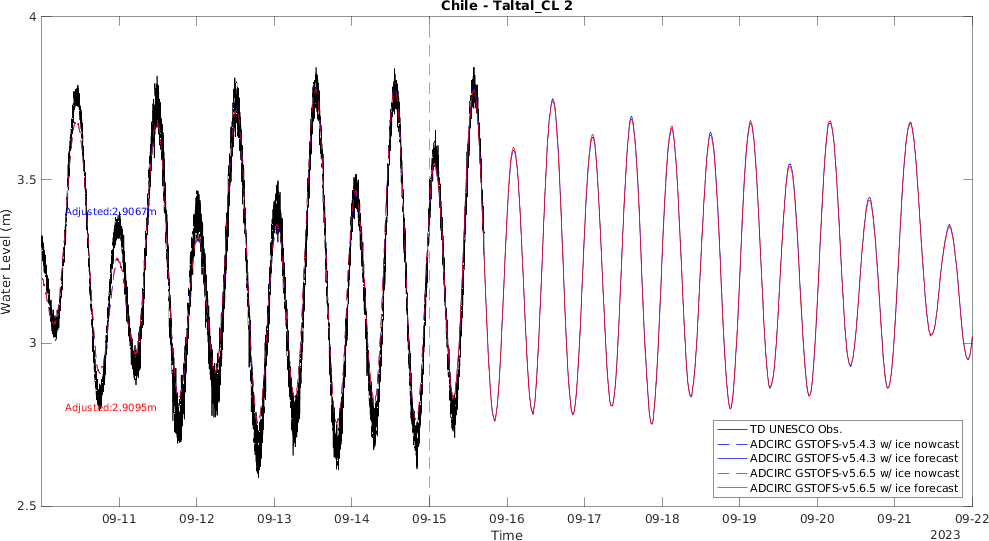 Chile - Taltal_CL 2
4
3.5
3
2.5
Water Level (m)
Adjusted:2.9067m
Adjusted:2.9095m
TD UNESCO Obs.
ADCIRC GSTOFS-v5.4.3 w/ ice nowcast
ADCIRC GSTOFS-v5.4.3 w/ ice forecast
ADCIRC GSTOFS-v5.6.5 w/ ice nowcast
ADCIRC GSTOFS-v5.6.5 w/ ice forecast
09-11 09-12 09-13 09-14 09-15 09-16 09-17 09-18 09-19 09-20 09-21 09-22
Time
2023